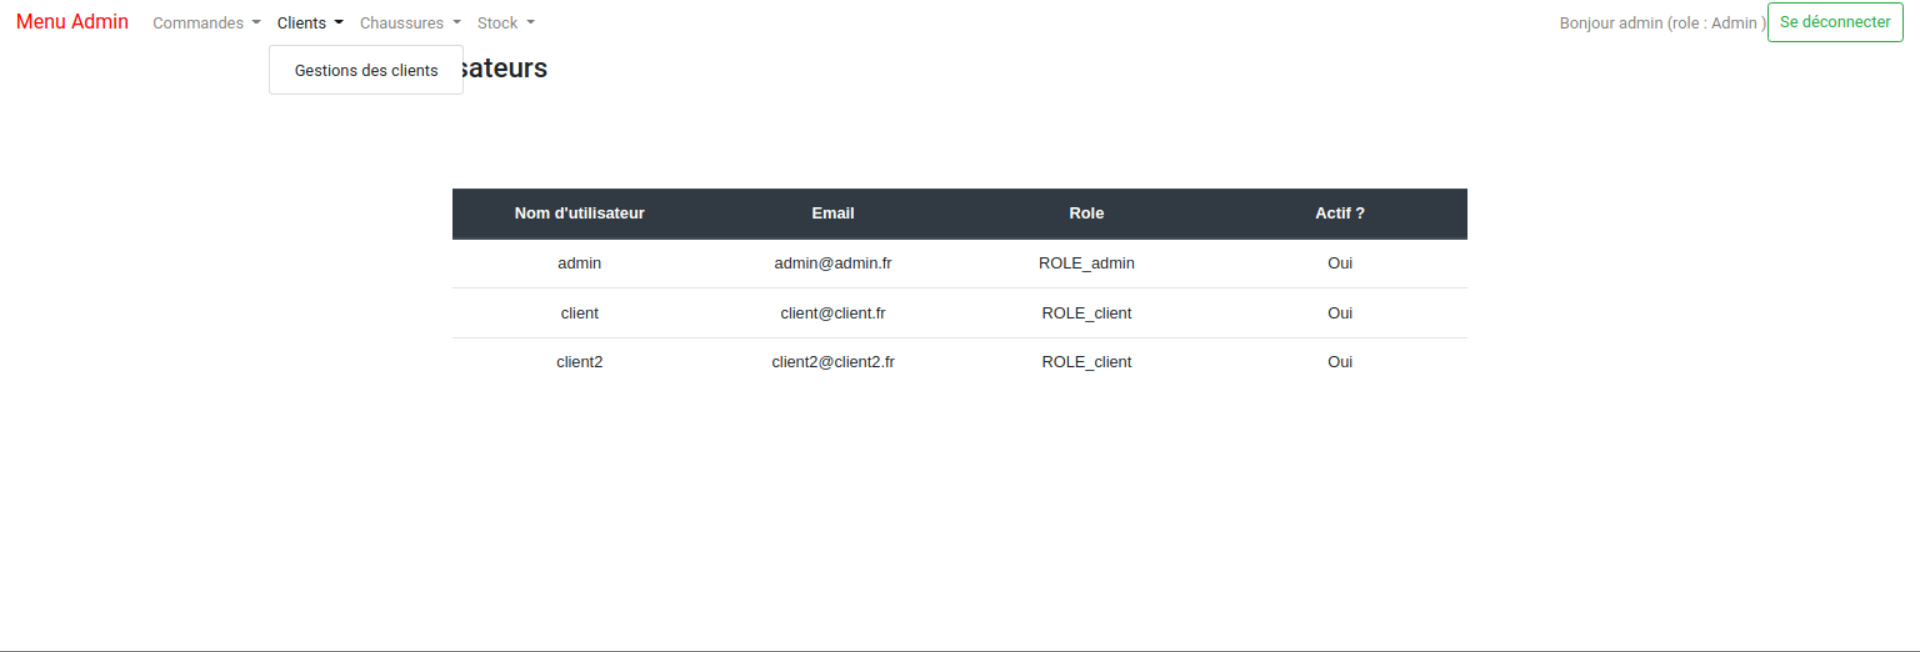 Menu Admin Commandes Clients Chaussures Stock Bonjour admin (role : Admin ) Se déconnecter
Gestions des clients sateurs
Nom d'utilisateur Email Role Actif ?
admin admin@admin.fr ROLE_admin Oui
client client@client.fr ROLE_client Oui
client2 client2@client2.fr ROLE_client Oui